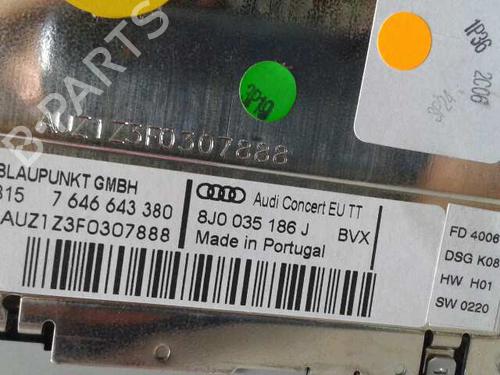 1P36
2006
3P10
AUZ1Z3F0307888
BLAUPUNKT GMBH
815 7 646 643 380
AUZ1Z3F0307888
Audi Concert EU TT
8J0 035 186 J BVX
Made in Portugal
FD 4006
DSG K08
HW H01
SW 0220
B-PARTS